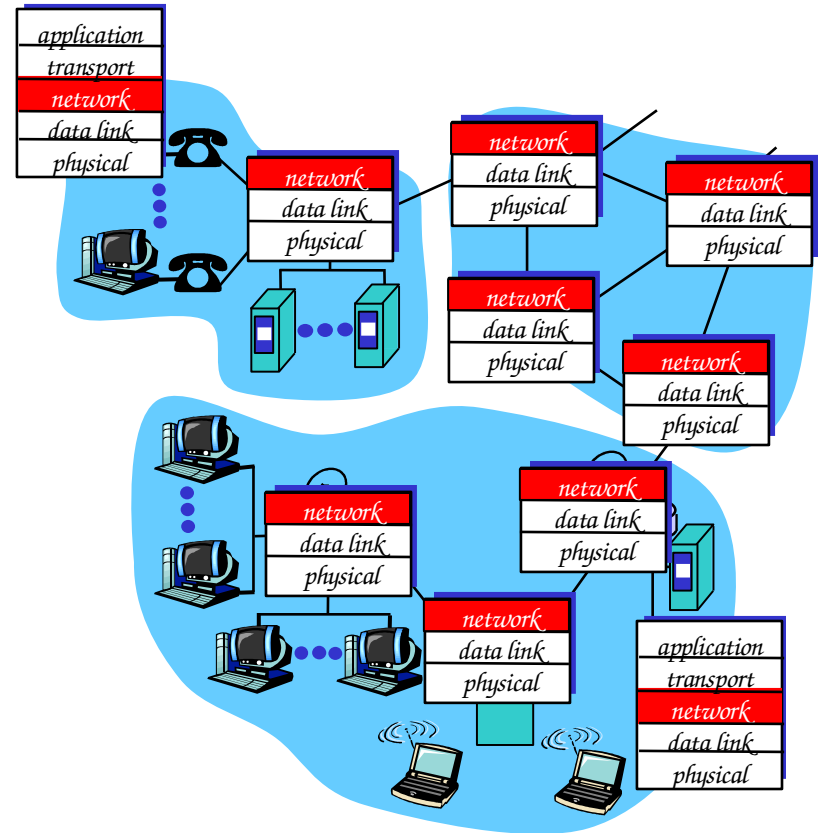 application
transport
network
data link
physical
network
data link
physical
network
data link
physical
network
data link
physical
network
data link
physical
network
data link
physical
network
data link
physical
network
data link
physical
network
data link
physical
application
transport
network
data link
physical